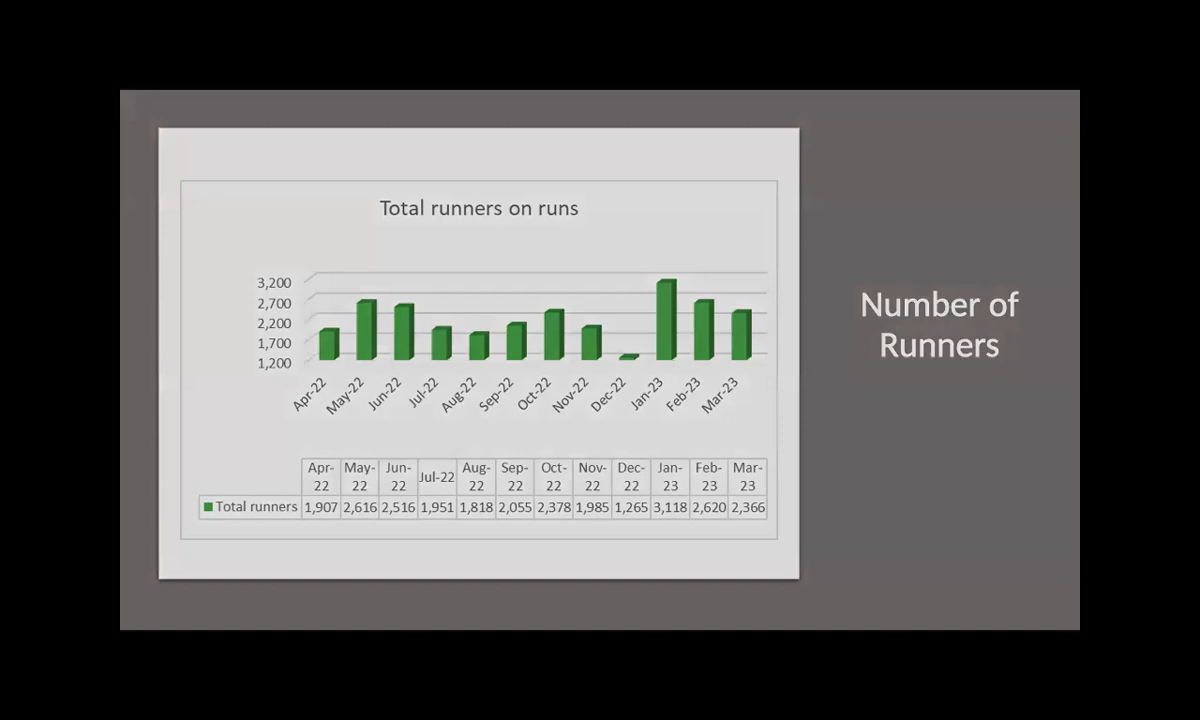 Total runners on runs
3,200
2,700
2,200
1,700
1,200
Apr-22 May-22 Jun-22 Jul-22 Aug-22 Sep-22 Oct-22 Nov-22 Dec-22 Jan-23 Feb-23 Mar-23
Apr- May- Jun- Jul-22 Aug- Sep- Oct- Nov- Dec- Jan- Feb- Mar-
22 22 22 22 22 22 22 22 23 23 23
Total runners 1,907 2,616 2,516 1,951 1,818 2,055 2,378 1,985 1,265 3,118 2,620 2,366
Number of
Runners